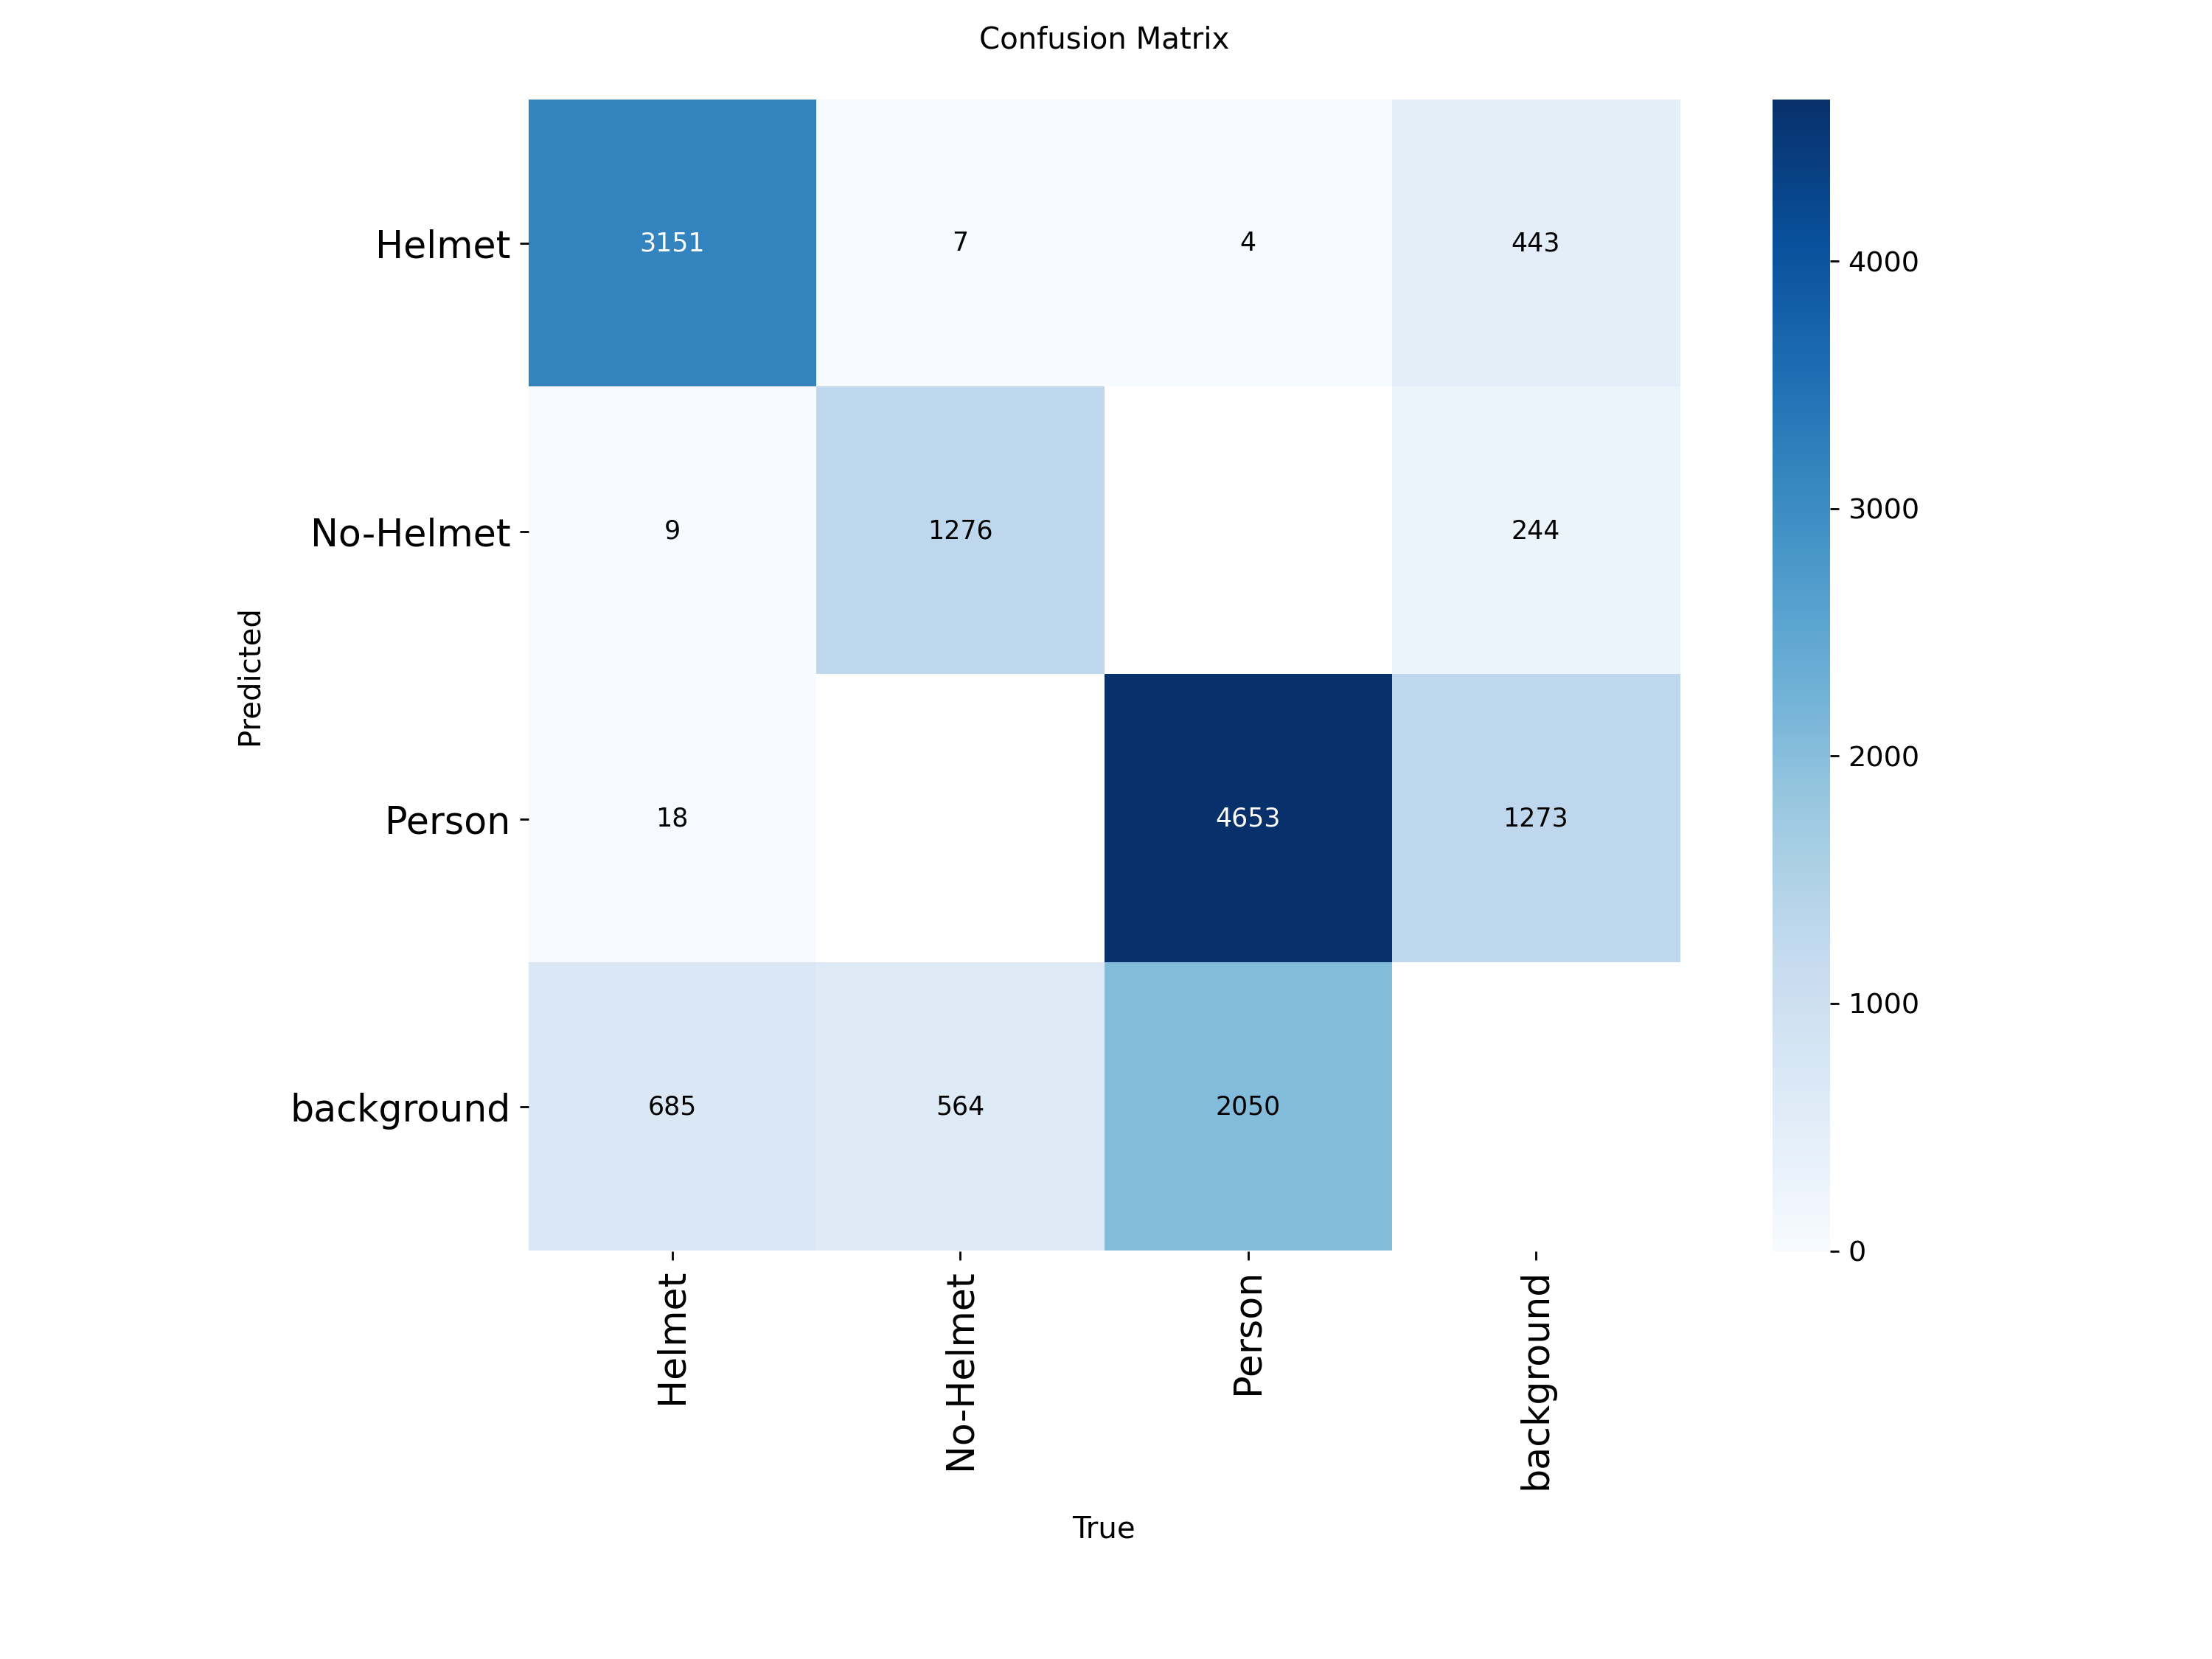 Confusion Matrix
Helmet 3151 7 4 443
No-Helmet 9 1276 244
Person 18 4653 1273
background 685 564 2050
Predicted
Helmet No-Helmet Person background
True
4000
3000
2000
1000
0